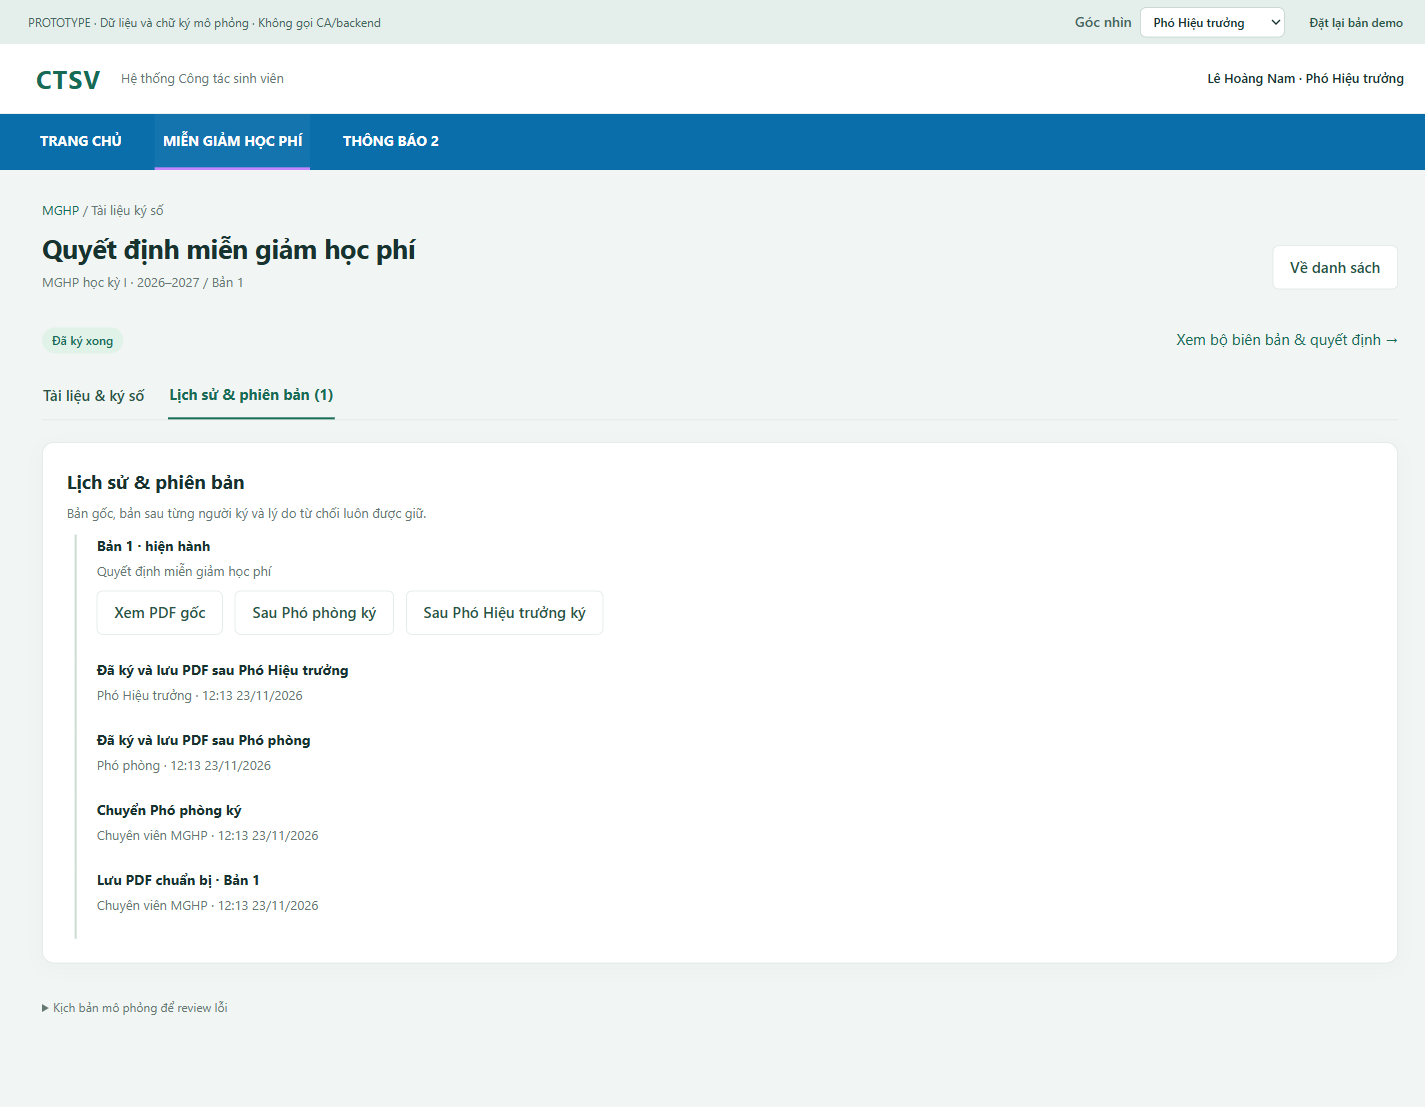 PROTOTYPE · Dữ liệu và chữ ký mô phỏng · Không gọi CA/backend
Góc nhìn
Phó Hiệu trưởng
Đặt lại bản demo
CTSV
Hệ thống Công tác sinh viên
Lê Hoàng Nam · Phó Hiệu trưởng
TRANG CHỦ
MIỄN GIẢM HỌC PHÍ
THÔNG BÁO 2
MGHP / Tài liệu ký số
Quyết định miễn giảm học phí
MGHP học kỳ I · 2026–2027 / Bản 1
Về danh sách
Đã ký xong
Xem bộ biên bản & quyết định →
Tài liệu & ký số
Lịch sử & phiên bản (1)
Lịch sử & phiên bản
Bản gốc, bản sau từng người ký và lý do từ chối luôn được giữ.
Bản 1 · hiện hành
Quyết định miễn giảm học phí
Xem PDF gốc
Sau Phó phòng ký
Sau Phó Hiệu trưởng ký
Đã ký và lưu PDF sau Phó Hiệu trưởng
Phó Hiệu trưởng · 12:13 23/11/2026
Đã ký và lưu PDF sau Phó phòng
Phó phòng · 12:13 23/11/2026
Chuyển Phó phòng ký
Chuyên viên MGHP · 12:13 23/11/2026
Lưu PDF chuẩn bị · Bản 1
Chuyên viên MGHP · 12:13 23/11/2026
Kịch bản mô phỏng để review lỗi